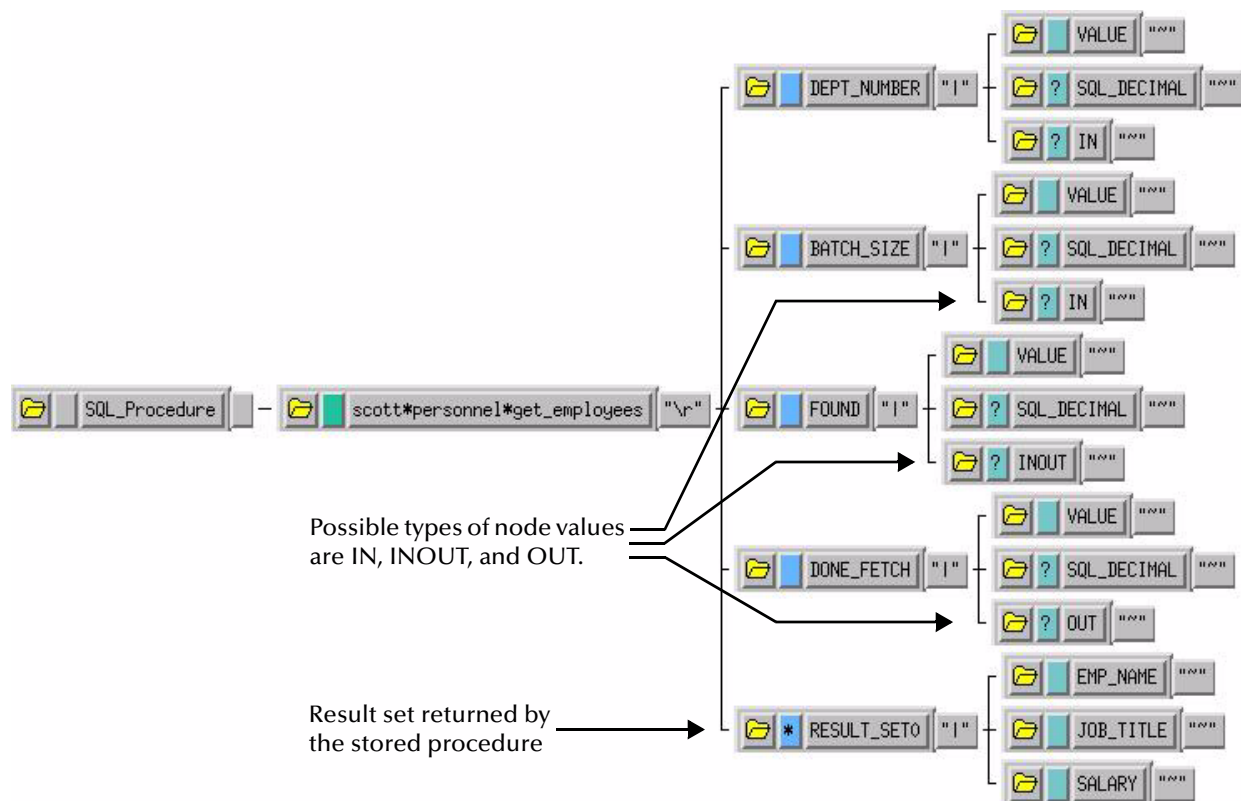 VALUE "~"
DEPT_NUMBER "|"
? SQL_DECIMAL "~"
? IN "~"
VALUE "~"
BATCH_SIZE "|"
? SQL_DECIMAL "~"
? IN "~"
VALUE "~"
SQL_Procedure
scott*personnel*get_employees "\r"
FOUND "|"
? SQL_DECIMAL "~"
? INOUT "~"
Possible types of node values
are IN, INOUT, and OUT.
VALUE "~"
DONE_FETCH "|"
? SQL_DECIMAL "~"
? OUT "~"
Result set returned by
the stored procedure
EMP_NAME "~"
* RESULT_SET0 "|"
JOB_TITLE "~"
SALARY "~"